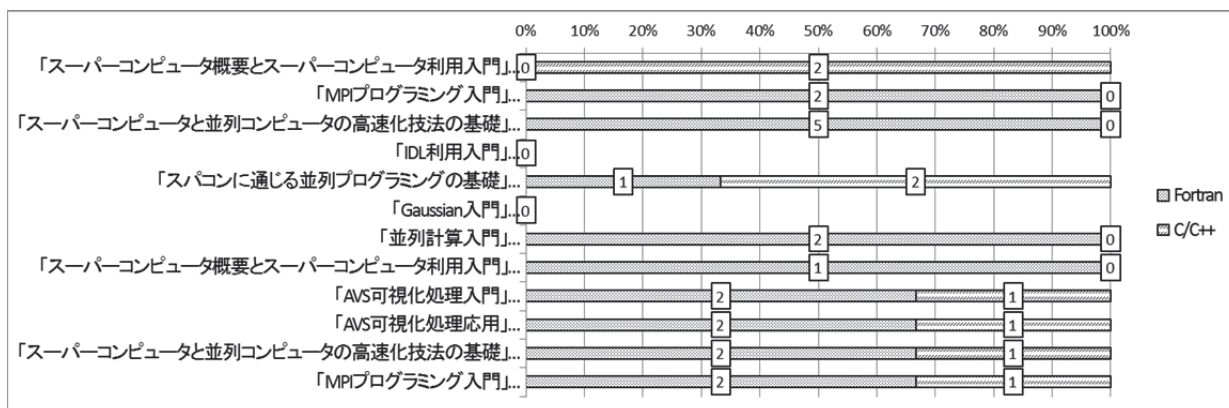 0% 10% 20% 30% 40% 50% 60% 70% 80% 90% 100%
「スーパーコンピュータ概要とスーパーコンピュータ利用入門」... 0 2
「MPIプログラミング入門」... 2 0
「スーパーコンピュータと並列コンピュータの高速化技法の基礎」 5 0
「IDL利用入門」... 0
「スパコンに通じる並列プログラミングの基礎」... 1 2
「Gaussian入門」... 0
「並列計算入門」... 2 0
「スーパーコンピュータ概要とスーパーコンピュータ利用入門」... 1 0
「AVS可視化処理入門」... 2 1
「AVS可視化処理応用」 2 1
「スーパーコンピュータと並列コンピュータの高速化技法の基礎」... 2 1
「MPIプログラミング入門」... 2 1
Fortran
C/C++